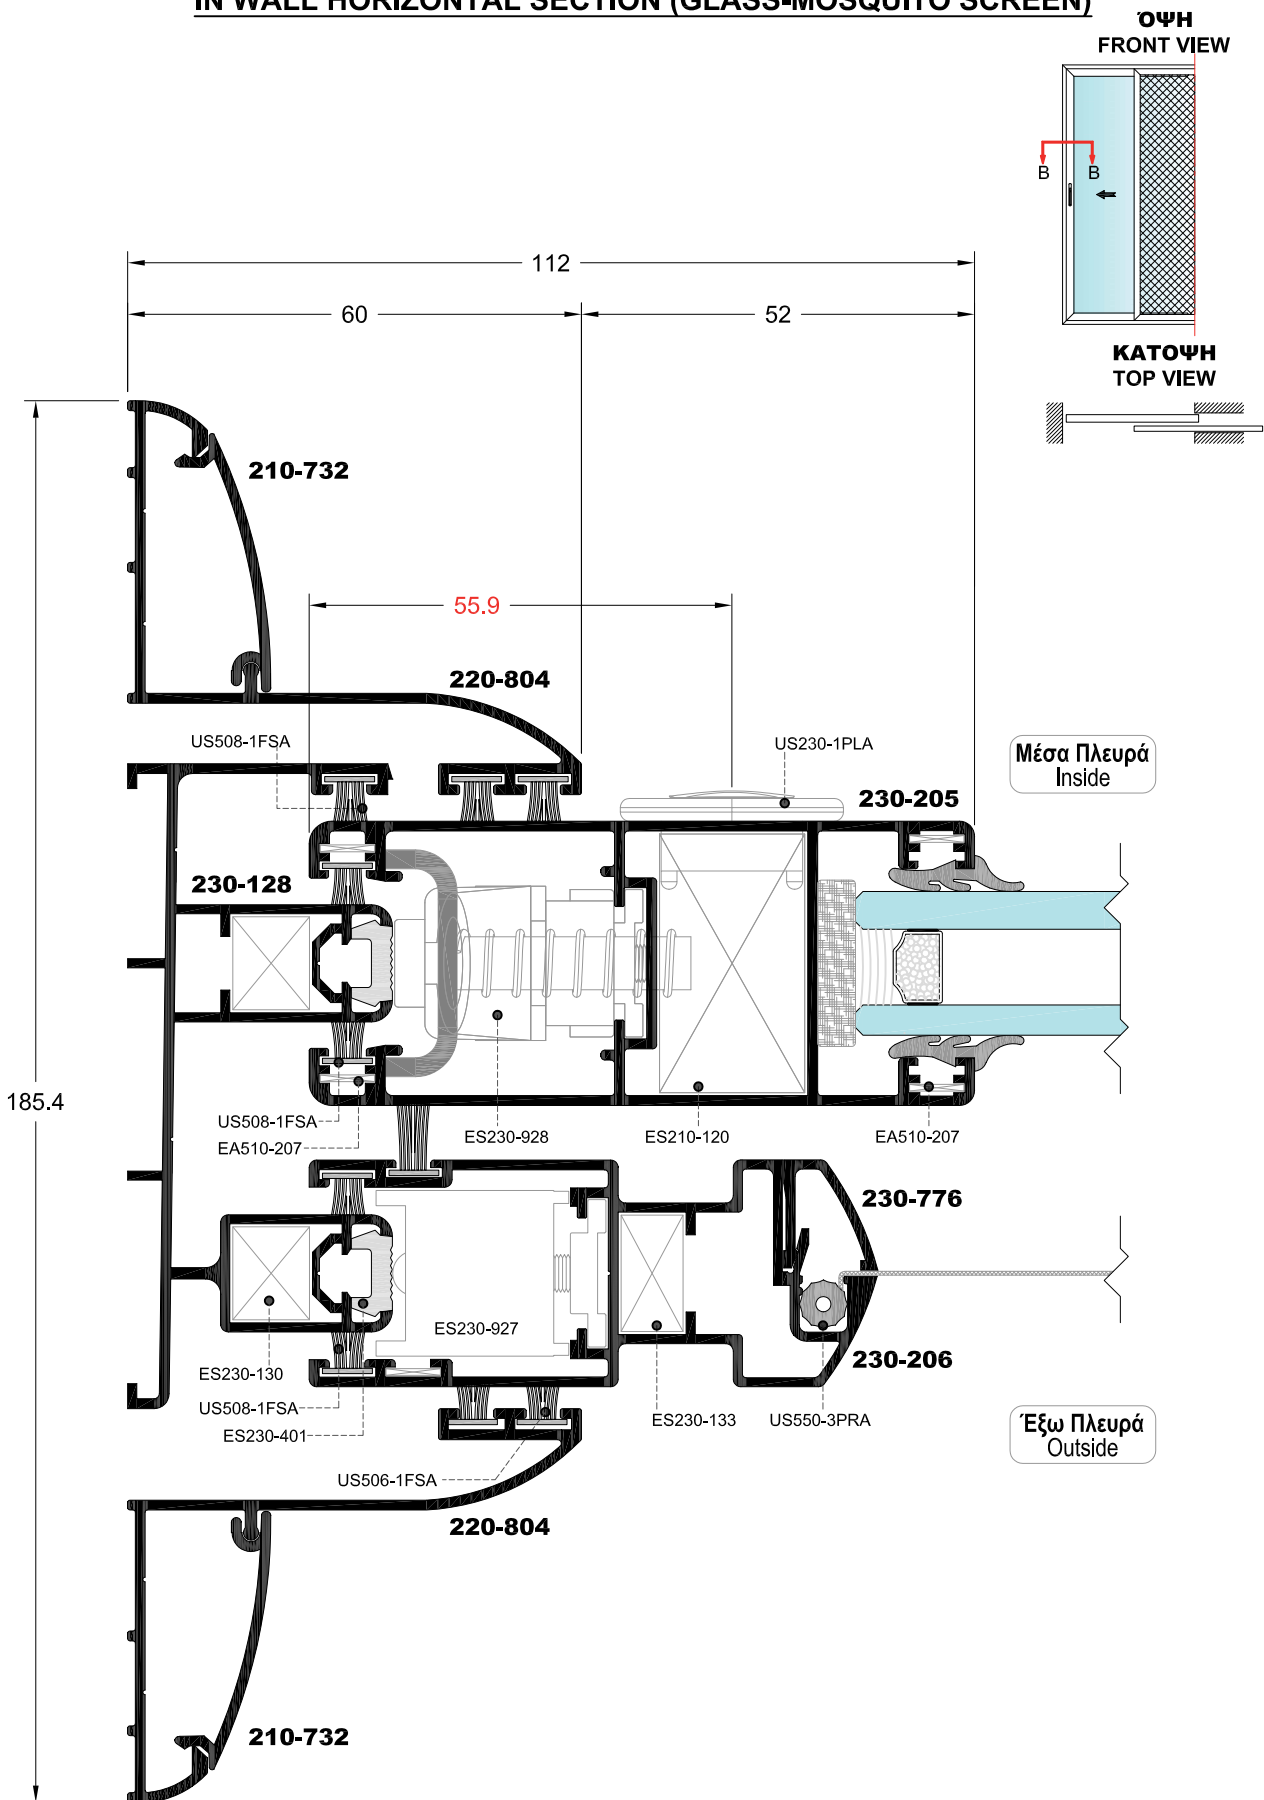 IN WALL HORIZONTAL SECTION (GLASS-MOSQUITO SCREEN)
ΌΨΗ
FRONT VIEW
B B
ΚΑΤΟΨΗ
TOP VIEW
112
60
52
210-732
55.9
220-804
US508-1FSA
US230-1PLA
Μέσα Πλευρά
Inside
230-205
230-128
185.4
US508-1FSA
EA510-207
ES230-928
ES210-120
EA510-207
230-776
ES230-927
230-206
ES230-130
US508-1FSA
ES230-401
ES230-133
US550-3PRA
Έξω Πλευρά
Outside
US506-1FSA
220-804
210-732